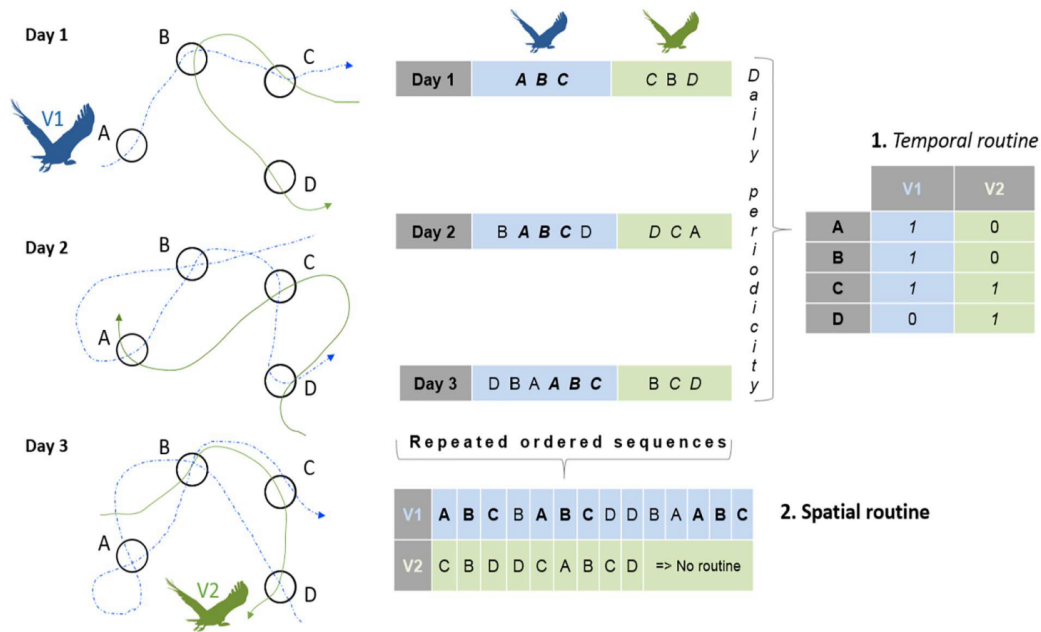 Day 1
B
C
V1
A
D
Day 2
B
C
A
D
Day 3
B
C
A
V2
D
Day 1 A B C C B D
Day 2 B A B C D D C A
Day 3 D B A A B C B C D
Daily periodicity
Repeated ordered sequences
1. Temporal routine
V1 V2
A 1 0
B 1 0
C 1 1
D 0 1
V1 A B C B A B C D D B A A B C
V2 C B D D C A B C D => No routine
2. Spatial routine